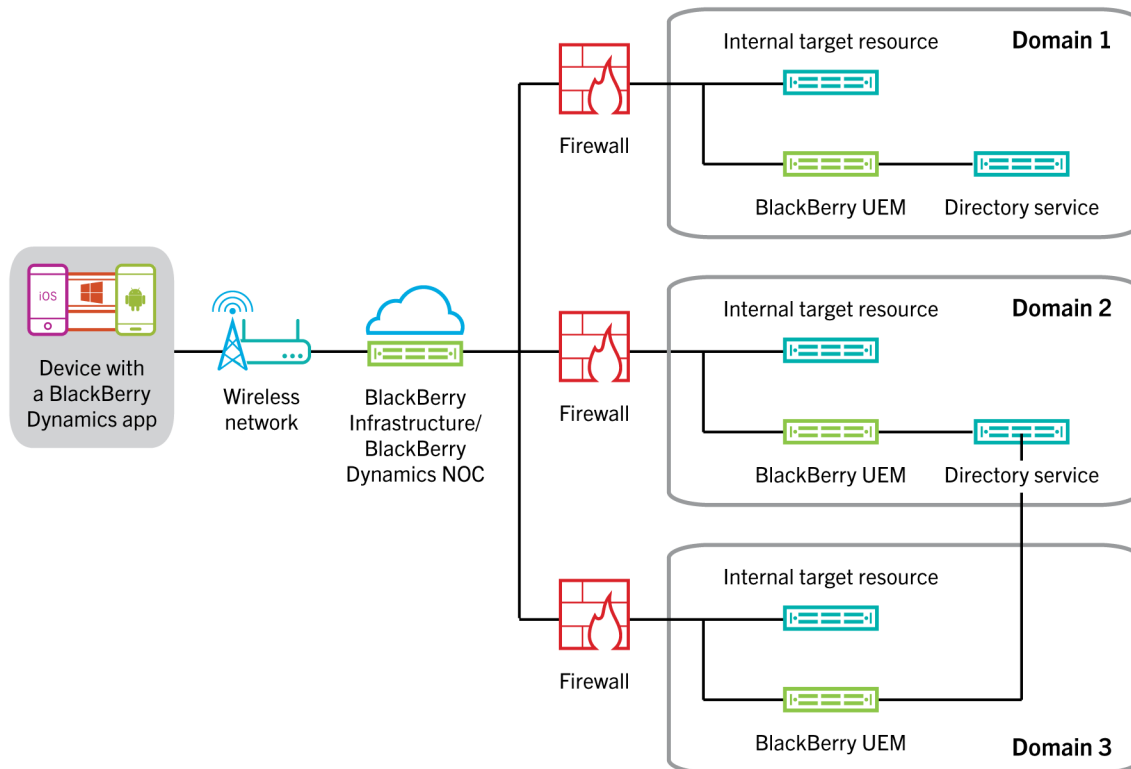 Internal target resource
Domain 1
Firewall
BlackBerry UEM
Directory service
iOS
Device with
a BlackBerry
Dynamics app
Wireless
network
BlackBerry
Infrastructure/
BlackBerry
Dynamics NOC
Internal target resource
Domain 2
Firewall
BlackBerry UEM
Directory service
Internal target resource
Firewall
BlackBerry UEM
Domain 3